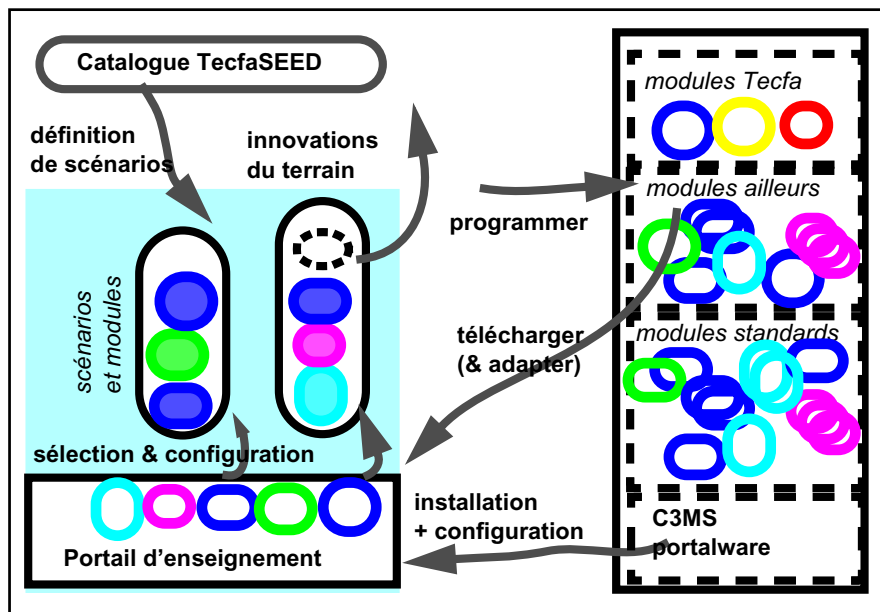 Catalogue TecfaSEED
définition
de scénarios
innovations
du terrain
scénarios
et modules
sélection & configuration
Portail d’enseignement
programmer
télécharger
(& adapter)
installation
+ configuration
modules Tecfa
modules ailleurs
modules standards
C3MS
portalware